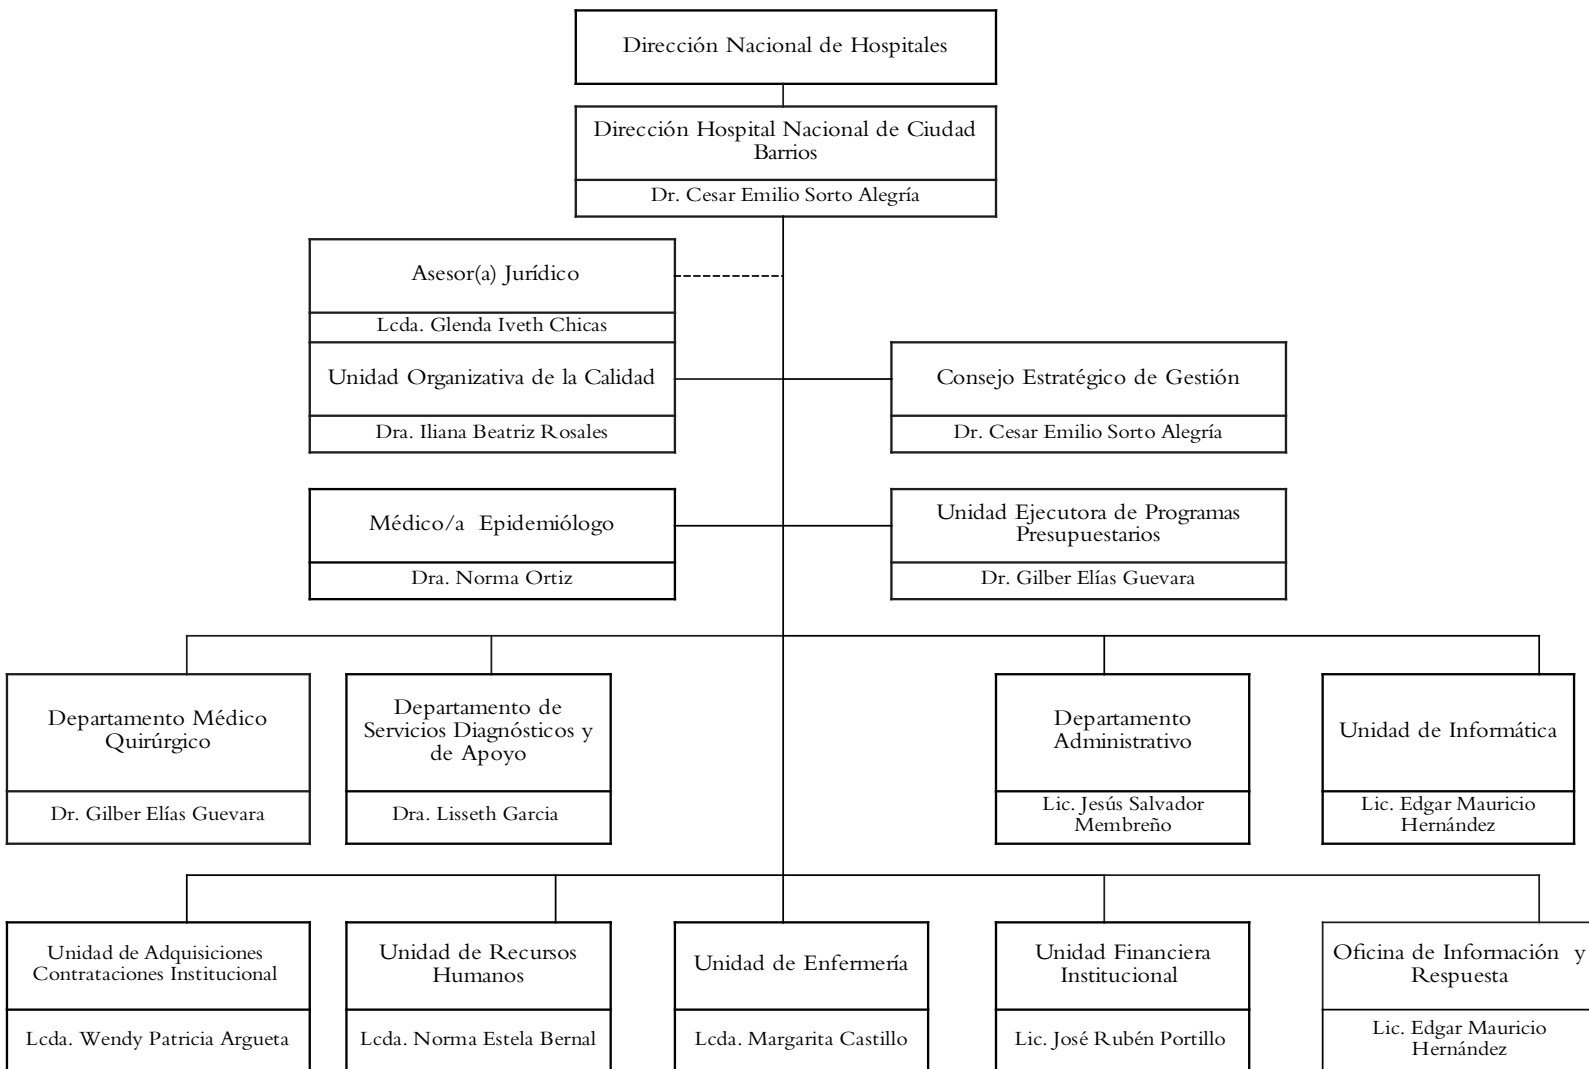 Dirección Nacional de Hospitales
Dirección Hospital Nacional de Ciudad
Barrios
Dr. Cesar Emilio Sorto Alegría
Asesor(a) Jurídico
Lcda. Glenda Iveth Chicas
Unidad Organizativa de la Calidad
Dra. Iliana Beatriz Rosales
Consejo Estratégico de Gestión
Dr. Cesar Emilio Sorto Alegría
Médico/a Epidemiólogo
Dra. Norma Ortiz
Unidad Ejecutora de Programas
Presupuestarios
Dr. Gilber Elías Guevara
Departamento Médico
Quirúrgico
Dr. Gilber Elías Guevara
Departamento de
Servicios Diagnósticos y
de Apoyo
Dra. Lisseth Garcia
Departamento
Administrativo
Lic. Jesús Salvador
Membreño
Unidad de Informática
Lic. Edgar Mauricio
Hernández
Unidad de Adquisiciones
Contrataciones Institucional
Lcda. Wendy Patricia Argueta
Unidad de Recursos
Humanos
Lcda. Norma Estela Bernal
Unidad de Enfermería
Lcda. Margarita Castillo
Unidad Financiera
Institucional
Lic. José Rubén Portillo
Oficina de Información y
Respuesta
Lic. Edgar Mauricio
Hernández